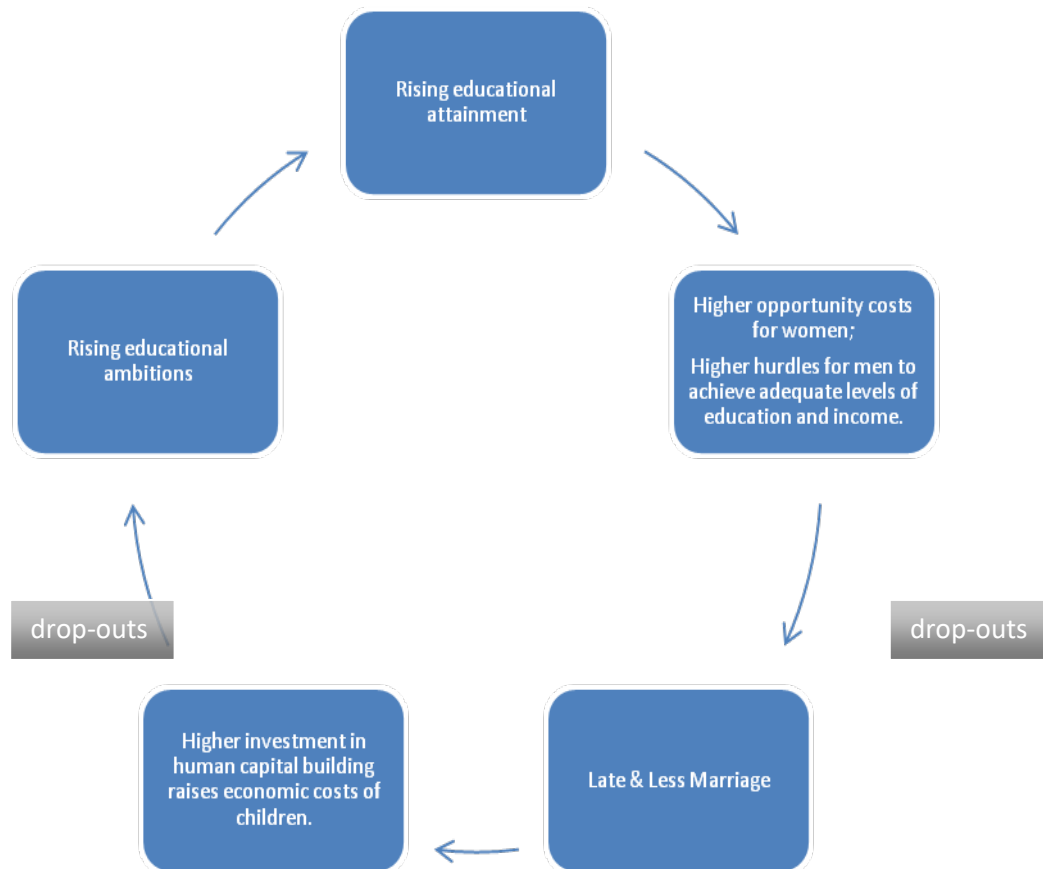 Rising educational
attainment
Higher opportunity costs
for women;
Higher hurdles for men to
achieve adequate levels of
education and income.
drop-outs
Late & Less Marriage
Higher investment in
human capital building
raises economic costs of
children.
drop-outs
Rising educational
ambitions